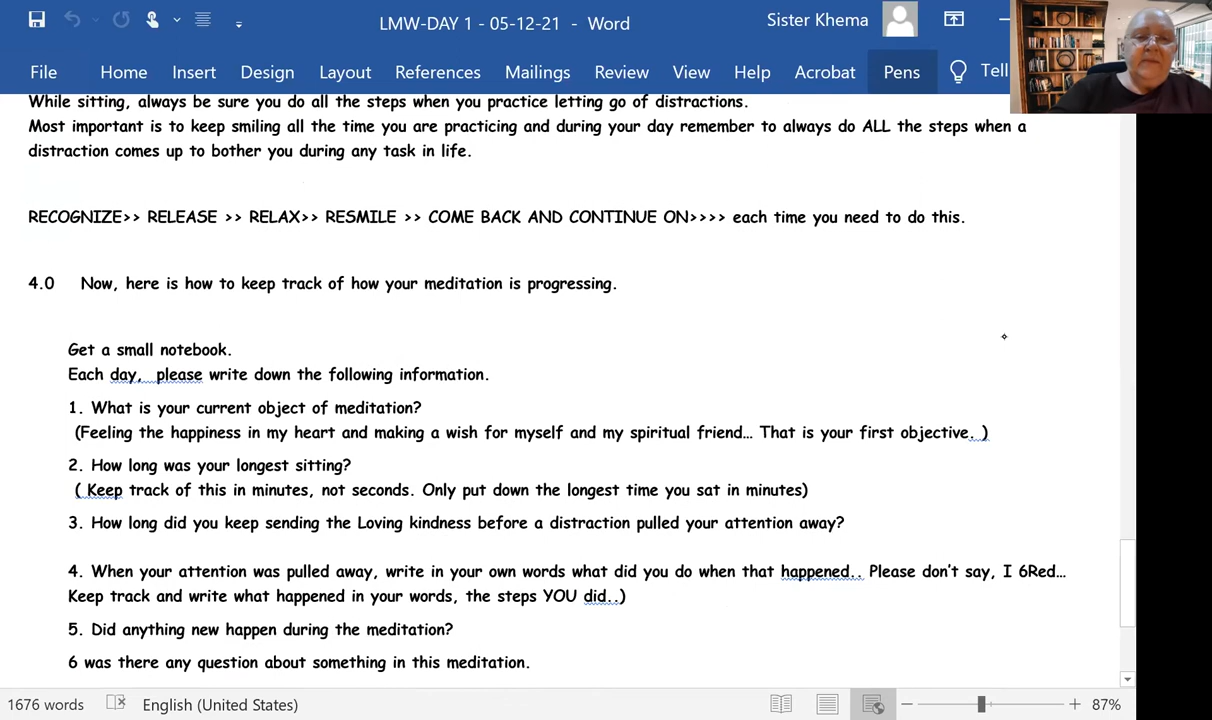 LMW-DAY 1 - 05-12-21 - Word
Sister Khema
File Home Insert Design Layout References Mailings Review View Help Acrobat Pens Tell
While sitting, always be sure you do all the steps when you practice letting go of distractions.
Most important is to keep smiling all the time you are practicing and during your day remember to always do ALL the steps when a
distraction comes up to bother you during any task in life.
RECOGNIZE>> RELEASE >> RELAX>> RESMILE >> COME BACK AND CONTINUE ON>>>> each time you need to do this.
4.0 Now, here is how to keep track of how your meditation is progressing.
Get a small notebook.
Each day, please write down the following information.
1. What is your current object of meditation?
(Feeling the happiness in my heart and making a wish for myself and my spiritual friend... That is your first objective. )
2. How long was your longest sitting?
( Keep track of this in minutes, not seconds. Only put down the longest time you sat in minutes)
3. How long did you keep sending the Loving kindness before a distraction pulled your attention away?
4. When your attention was pulled away, write in your own words what did you do when that happened.. Please don't say, I 6Red...
Keep track and write what happened in your words, the steps YOU did..)
5. Did anything new happen during the meditation?
6 was there any question about something in this meditation.
1676 words English (United States) 87%